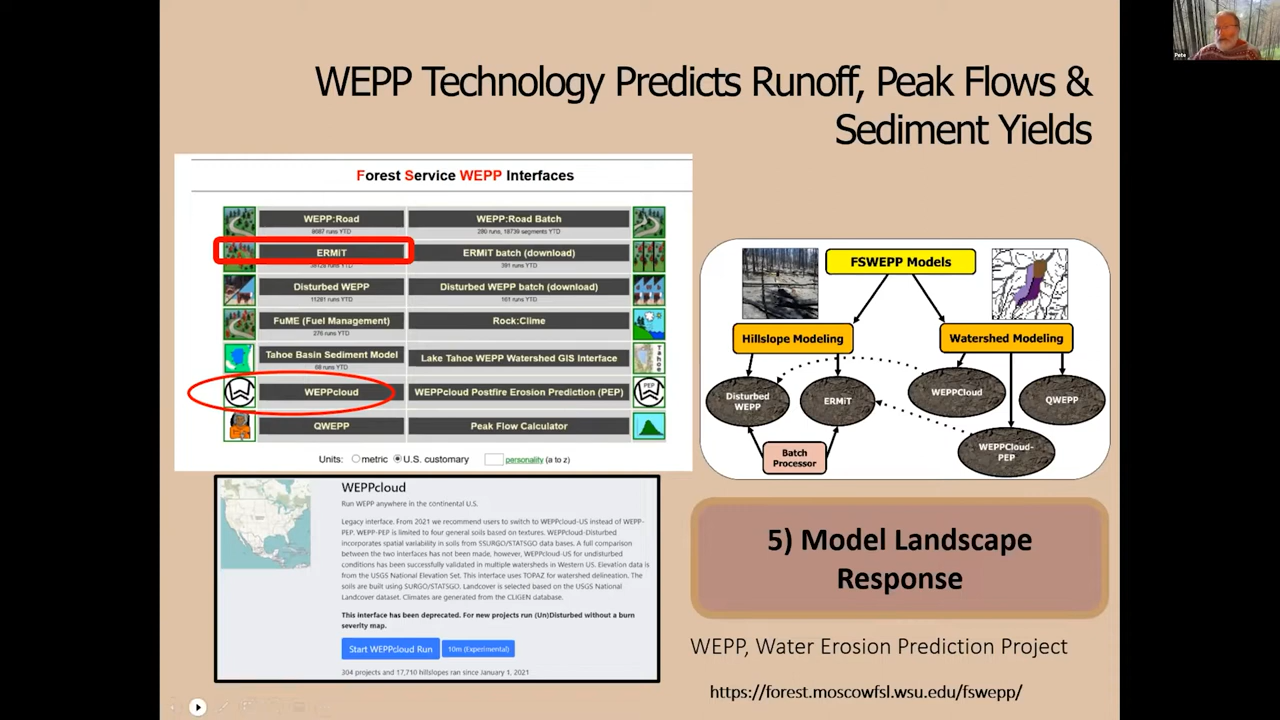 WEPP Technology Predicts Runoff, Peak Flows &
Sediment Yields
Pete
Forest Service WEPP Interfaces
WEPP:Road
WEPP:Road Batch
8687 runs YTD
280 runs, 18739 segments YTD
ERMiT
ERMiT batch (download)
391 runs YTD
Disturbed WEPP
Disturbed WEPP batch (download)
11281 runs YTD
161 runs YTD
FuME (Fuel Management)
Rock:Clime
276 runs YTD
Tahoe Basin Sediment Model
Lake Tahoe WEPP Watershed GIS Interface
68 runs YTD
Tahoe
WEPPcloud
WEPPcloud Postfire Erosion Prediction (PEP)
PEP
QWEPP
Peak Flow Calculator
Units: metric U.S. customary personality (a to z)
FSWEPP Models
Hillslope Modeling
Watershed Modeling
Disturbed
WEPP
ERMiT
WEPPCloud
QWEPP
WEPPCloud-
PEP
Batch
Processor
WEPPcloud
Run WEPP anywhere in the continental U.S.
Legacy interface. From 2021 we recommend users to switch to WEPPcloud-US instead of WEPP-
PEP. WEPP-PEP is limited to four general soils based on textures. WEPPcloud-Disturbed
incorporates spatial variability in soils from SSURGO/STATSGO data bases. A full comparison
between the two interfaces has not been made, however, WEPPcloud-US for undisturbed
conditions has been successfully validated in multiple watersheds in Western US. Elevation data is
from the USGS National Elevation Set. This interface uses TOPAZ for watershed delineation. The
soils are built using SURGO/STATSGO. Landcover is selected based on the USGS National
Landcover dataset. Climates are generated from the CLIGEN database.
This interface has been deprecated. For new projects run (Un)Disturbed without a burn
severity map.
Start WEPPcloud Run
10m (Experimental)
304 projects and 17,710 hillslopes ran since January 1, 2021
5) Model Landscape
Response
WEPP, Water Erosion Prediction Project
https://forest.moscowfsl.wsu.edu/fswepp/